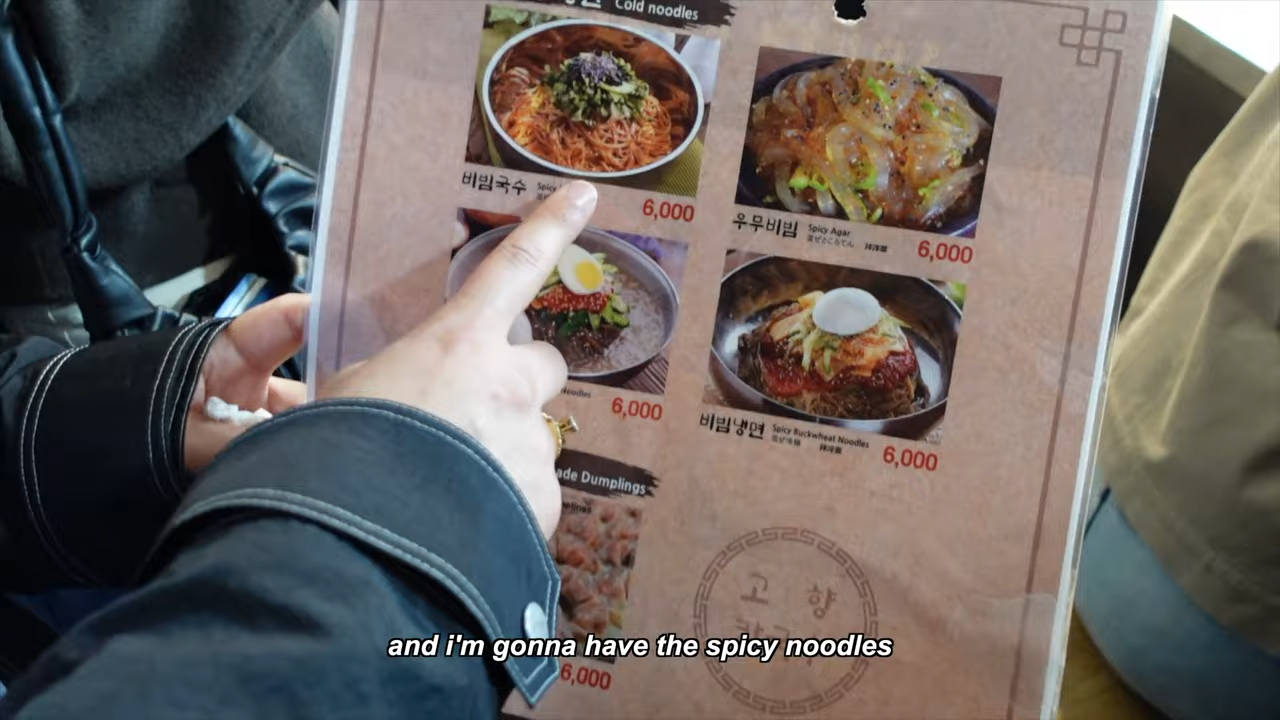 Cold noodles
비빔국수
Spicy
6,000
우무비빔
Spicy Agar
6,000
Noodles
6,000
비빔냉면
Spicy Buckwheat Noodles
6,000
ade Dumplings
고향
6,000
and i'm gonna have the spicy noodles